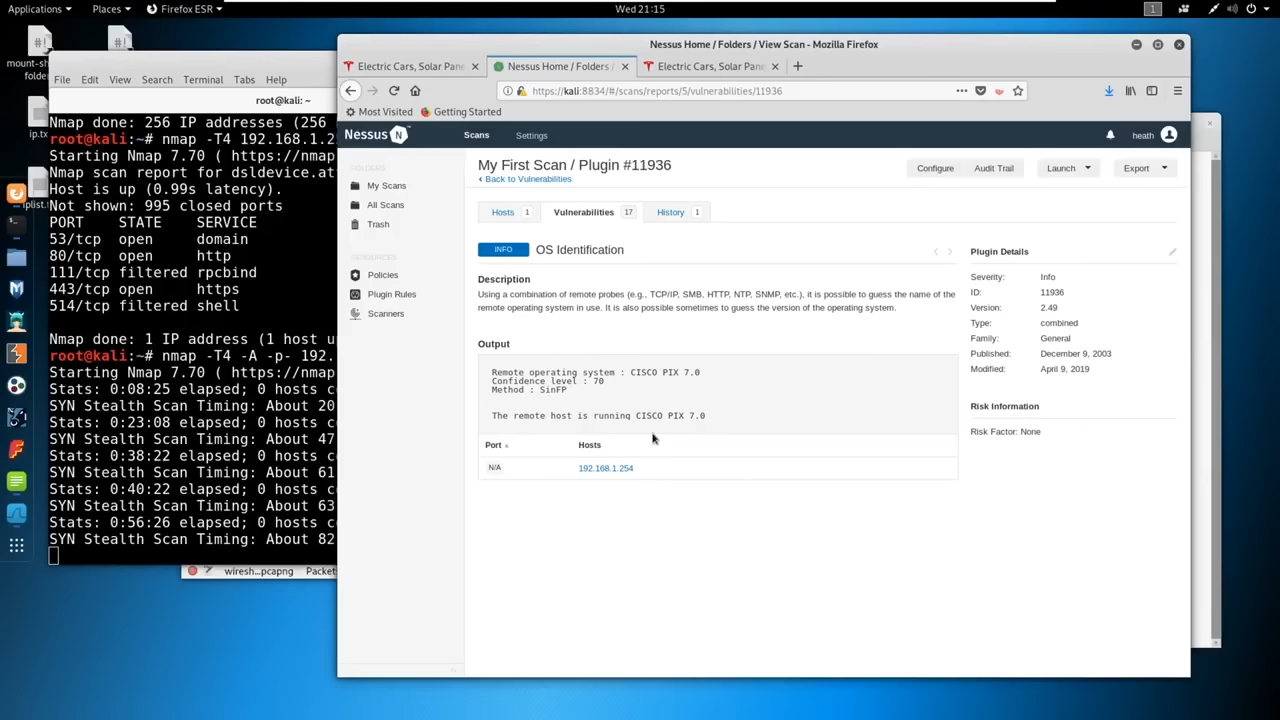 Applications
Places
Firefox ESR
Wed 21:15
1
mount-sh
folder
ip.tx
iplist.tx
File Edit View Search Terminal Tabs Help
root@kali: ~
Nmap done: 256 IP addresses (256
root@kali:~# nmap -T4 192.168.1.25
Starting Nmap 7.70 ( https://nmap
Nmap scan report for dsldevice.at
Host is up (0.99s latency).
Not shown: 995 closed ports
PORT STATE SERVICE
53/tcp open domain
80/tcp open http
111/tcp filtered rpcbind
443/tcp open https
514/tcp filtered shell
Nmap done: 1 IP address (1 host u
root@kali:~# nmap -T4 -A -p- 192.
Starting Nmap 7.70 ( https://nmap
Stats: 0:08:25 elapsed; 0 hosts c
SYN Stealth Scan Timing: About 20
Stats: 0:23:08 elapsed; 0 hosts c
SYN Stealth Scan Timing: About 47
Stats: 0:38:22 elapsed; 0 hosts c
SYN Stealth Scan Timing: About 61
Stats: 0:40:22 elapsed; 0 hosts c
SYN Stealth Scan Timing: About 63
Stats: 0:56:26 elapsed; 0 hosts c
SYN Stealth Scan Timing: About 82
wiresh...pcapng Packets
Nessus Home / Folders / View Scan - Mozilla Firefox
Electric Cars, Solar Pane
Nessus Home / Folders /
Electric Cars, Solar Pane
https://kali:8834/#/scans/reports/5/vulnerabilities/11936
Most Visited
Getting Started
Nessus N
Scans
Settings
heath
FOLDERS
My Scans
All Scans
Trash
RESOURCES
Policies
Plugin Rules
Scanners
My First Scan / Plugin #11936
Back to Vulnerabilities
Configure
Audit Trail
Launch
Export
Hosts 1
Vulnerabilities 17
History 1
INFO
OS Identification
Description
Using a combination of remote probes (e.g., TCP/IP, SMB, HTTP, NTP, SNMP, etc.), it is possible to guess the name of the
remote operating system in use. It is also possible sometimes to guess the version of the operating system.
Output
Remote operating system : CISCO PIX 7.0
Confidence level : 70
Method : SinFP
The remote host is running CISCO PIX 7.0
Port Hosts
N/A 192.168.1.254
Plugin Details
Severity: Info
ID: 11936
Version: 2.49
Type: combined
Family: General
Published: December 9, 2003
Modified: April 9, 2019
Risk Information
Risk Factor: None